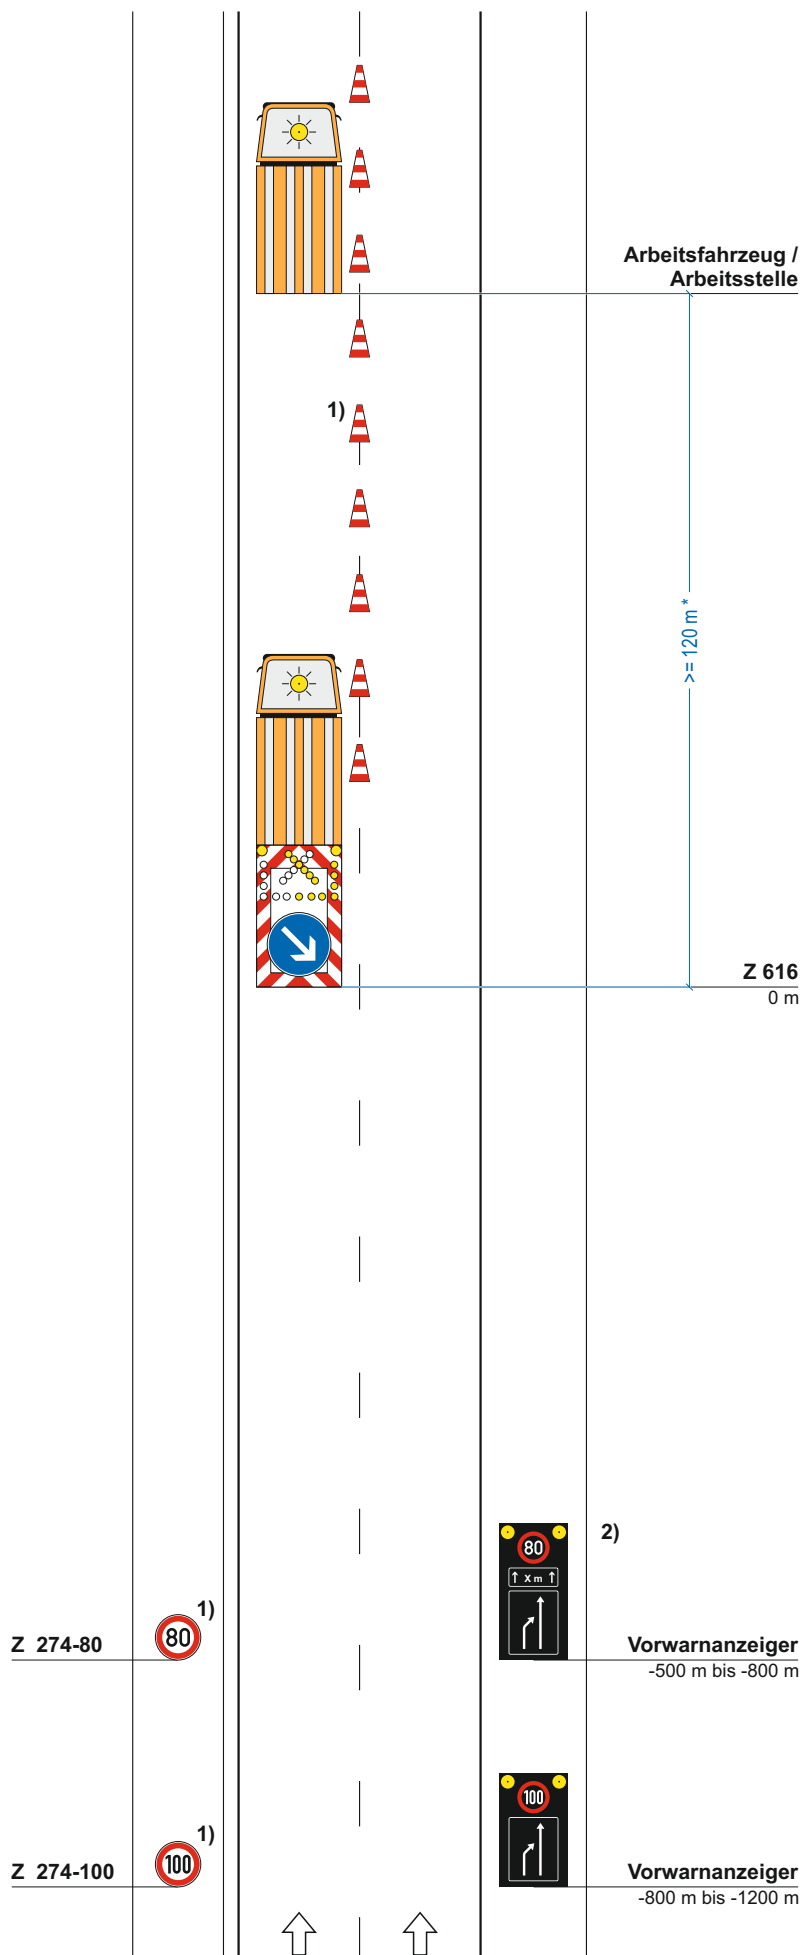 Arbeitsfahrzeug /
Arbeitsstelle
1)
>= 120 m *
Z 616
0 m
2)
80
X m
1)
Z 274-80
80
Vorwarnanzeiger
-500 m bis -800 m
100
1)
Z 274-100
100
Vorwarnanzeiger
-800 m bis -1200 m